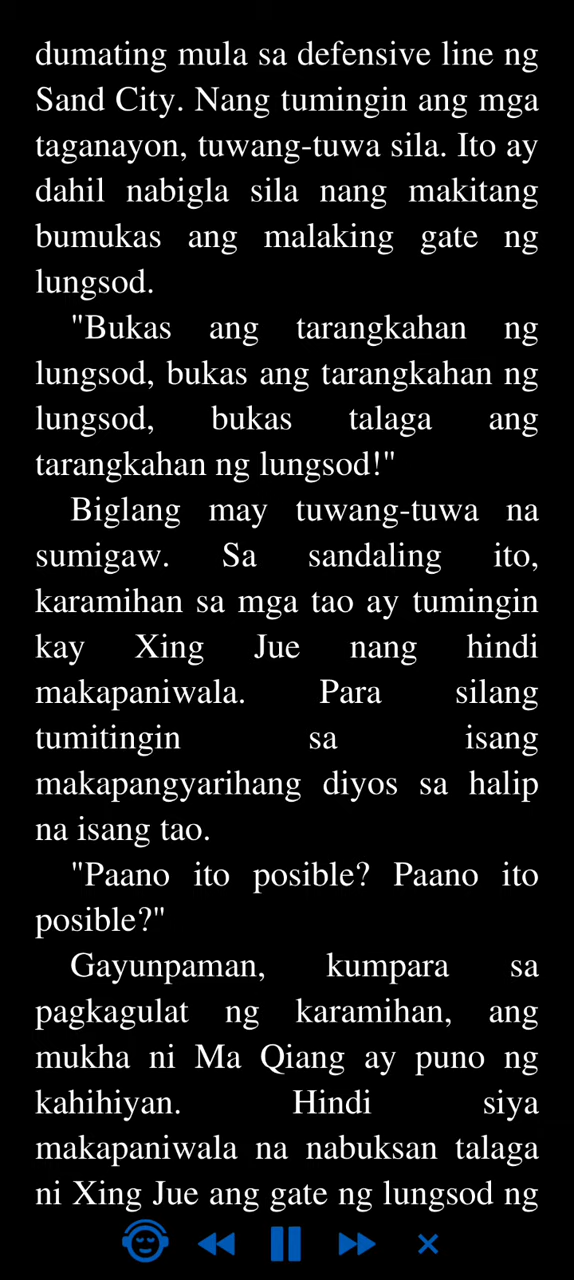 dumating mula sa defensive line ng
Sand City. Nang tumingin ang mga
taganayon, tuwang-tuwa sila. Ito ay
dahil nabigla sila nang makitang
bumukas ang malaking gate ng
lungsod.
"Bukas ang tarangkahan ng
lungsod, bukas ang tarangkahan ng
lungsod, bukas talaga ang
tarangkahan ng lungsod!"
Biglang may tuwang-tuwa na
sumigaw. Sa sandaling ito,
karamihan sa mga tao ay tumingin
kay Xing Jue nang hindi
makapaniwala. Para silang
tumitingin sa isang
makapangyarihang diyos sa halip
na isang tao.
"Paano ito posible? Paano ito
posible?"
Gayunpaman, kumpara sa
pagkagulat ng karamihan, ang
mukha ni Ma Qiang ay puno ng
kahihiyan. Hindi siya
makapaniwala na nabuksan talaga
ni Xing Jue ang gate ng lungsod ng